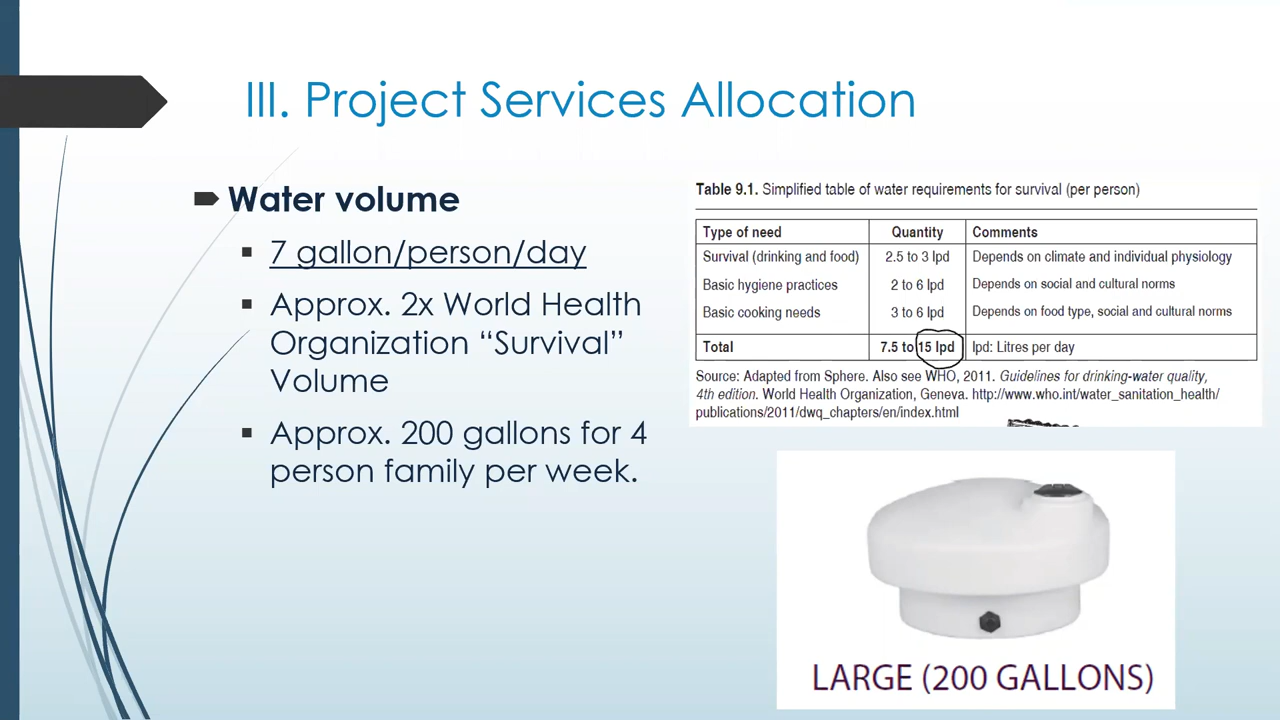 III. Project Services Allocation
Water volume
7 gallon/person/day
Approx. 2x World Health
Organization “Survival”
Volume
Approx. 200 gallons for 4
person family per week.
Table 9.1. Simplified table of water requirements for survival (per person)
Type of need Quantity Comments
Survival (drinking and food) 2.5 to 3 lpd Depends on climate and individual physiology
Basic hygiene practices 2 to 6 lpd Depends on social and cultural norms
Basic cooking needs 3 to 6 lpd Depends on food type, social and cultural norms
Total 7.5 to 15 lpd lpd: Litres per day
Source: Adapted from Sphere. Also see WHO, 2011. Guidelines for drinking-water quality,
4th edition. World Health Organization, Geneva. http://www.who.int/water_sanitation_health/
publications/2011/dwq_chapters/en/index.html
LARGE (200 GALLONS)